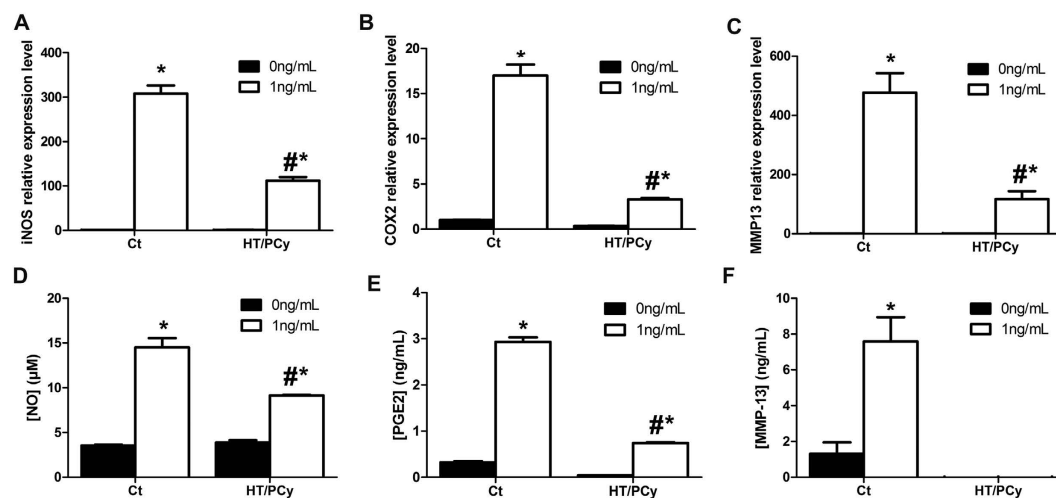 A
iNOS relative expression level
400
300
200
100
0
*
#*
0ng/mL
1ng/mL
Ct
HT/PCy
B
COX2 relative expression level
20
15
10
5
0
*
#*
0ng/mL
1ng/mL
Ct
HT/PCy
C
MMP13 relative expression level
600
400
200
0
*
#*
0ng/mL
1ng/mL
Ct
HT/PCy
D
[NO] (µM)
20
15
10
5
0
*
#*
0ng/mL
1ng/mL
Ct
HT/PCy
E
[PGE2] (ng/mL)
4
3
2
1
0
*
#*
0ng/mL
1ng/mL
Ct
HT/PCy
F
[MMP-13] (ng/mL)
10
8
6
4
2
0
*
0ng/mL
1ng/mL
Ct
HT/PCy